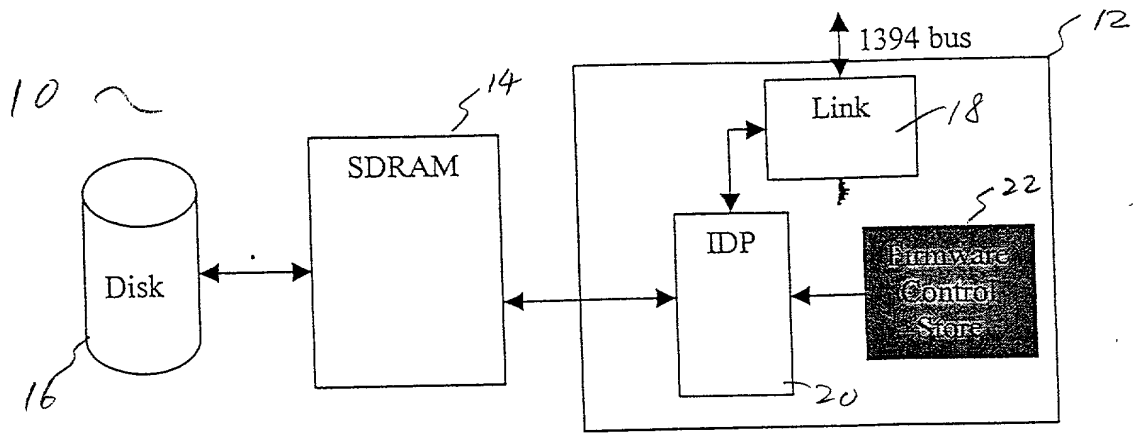 1394 bus
12
10
14
Link
18
SDRAM
22
IDP
Firmware
Control
Store
Disk
16
20